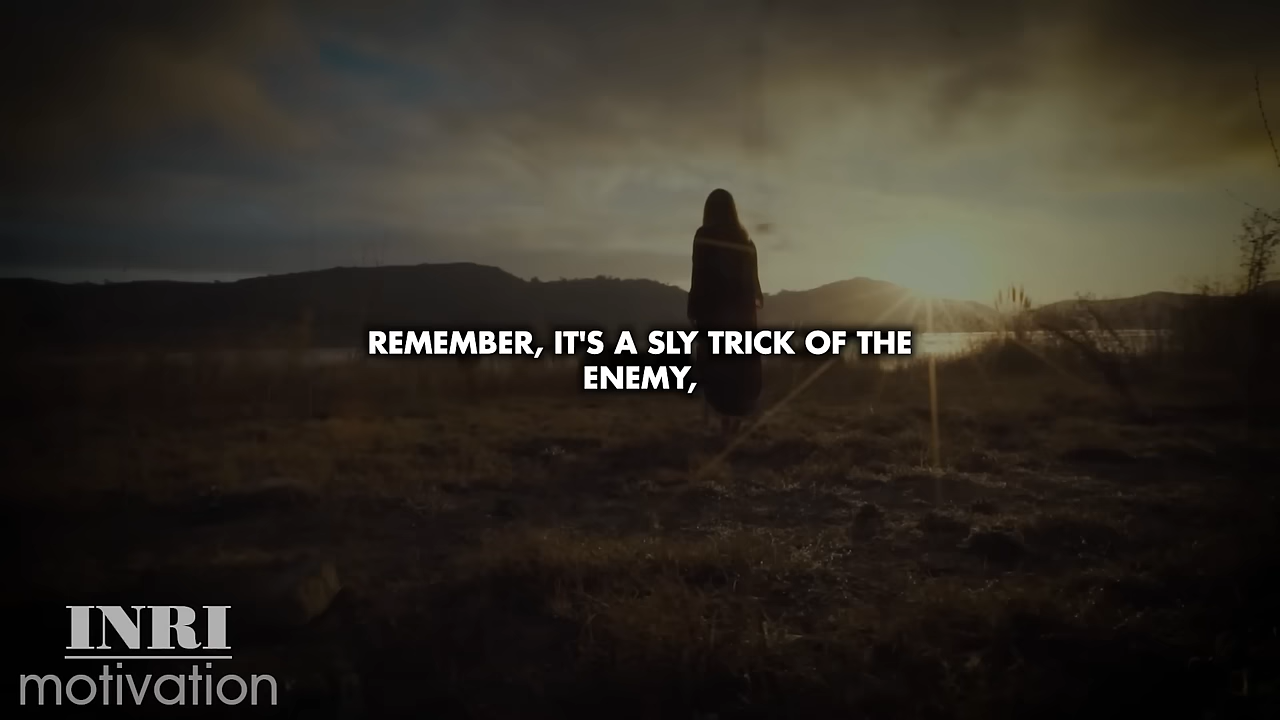 REMEMBER, IT'S A SLY TRICK OF THE
ENEMY,
INRI
motivation